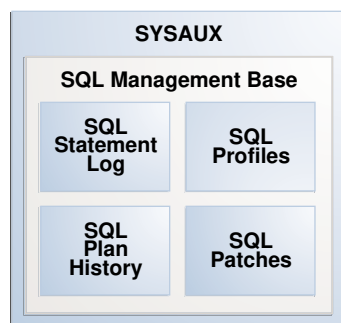 SYSAUX
SQL Management Base
SQL
Statement
Log
SQL
Profiles
SQL
Plan
History
SQL
Patches